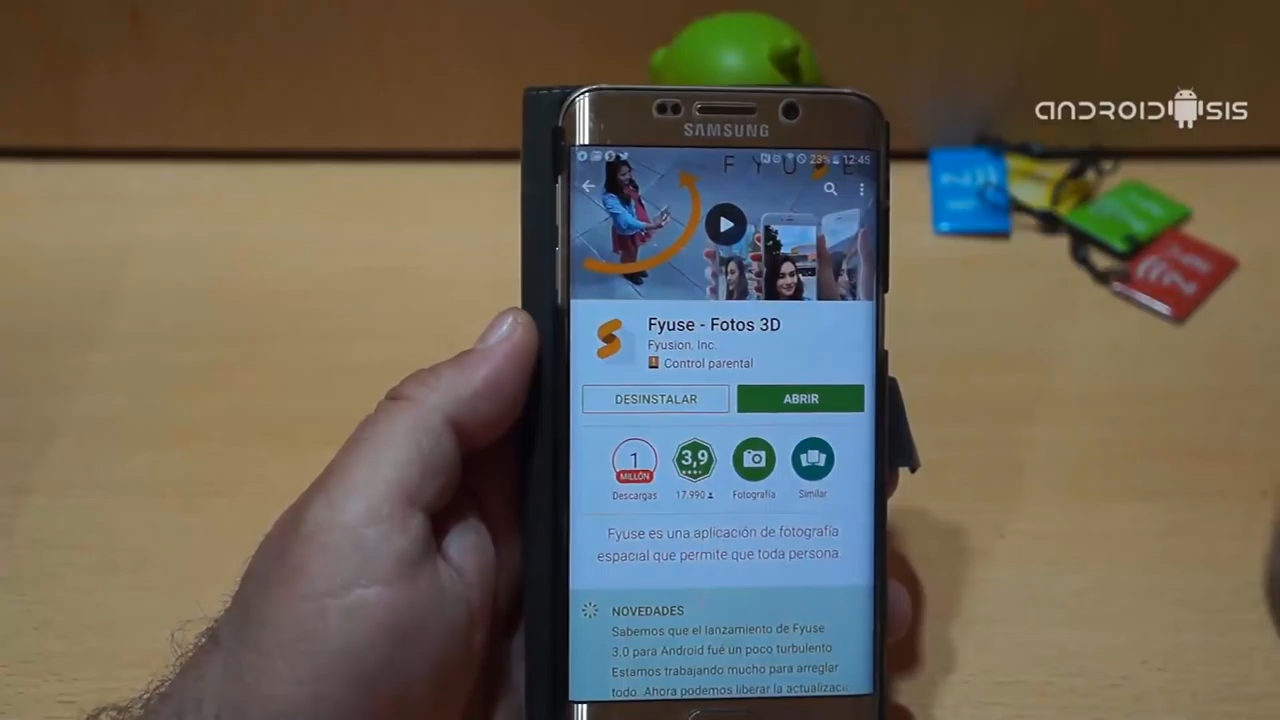 ANDROIDSIS
SAMSUNG
23% 12:45
FYUSE
Fyuse - Fotos 3D
Fyusion, Inc.
Control parental
DESINSTALAR
ABRIR
1
MILLÓN
3,9
Descargas
17.990
Fotografía
Similar
Fyuse es una aplicación de fotografía
espacial que permite que toda persona
NOVEDADES
Sabemos que el lanzamiento de Fyuse
3.0 para Android fué un poco turbulento
Estamos trabajando mucho para arreglar
todo. Ahora podemos liberar la actualizac